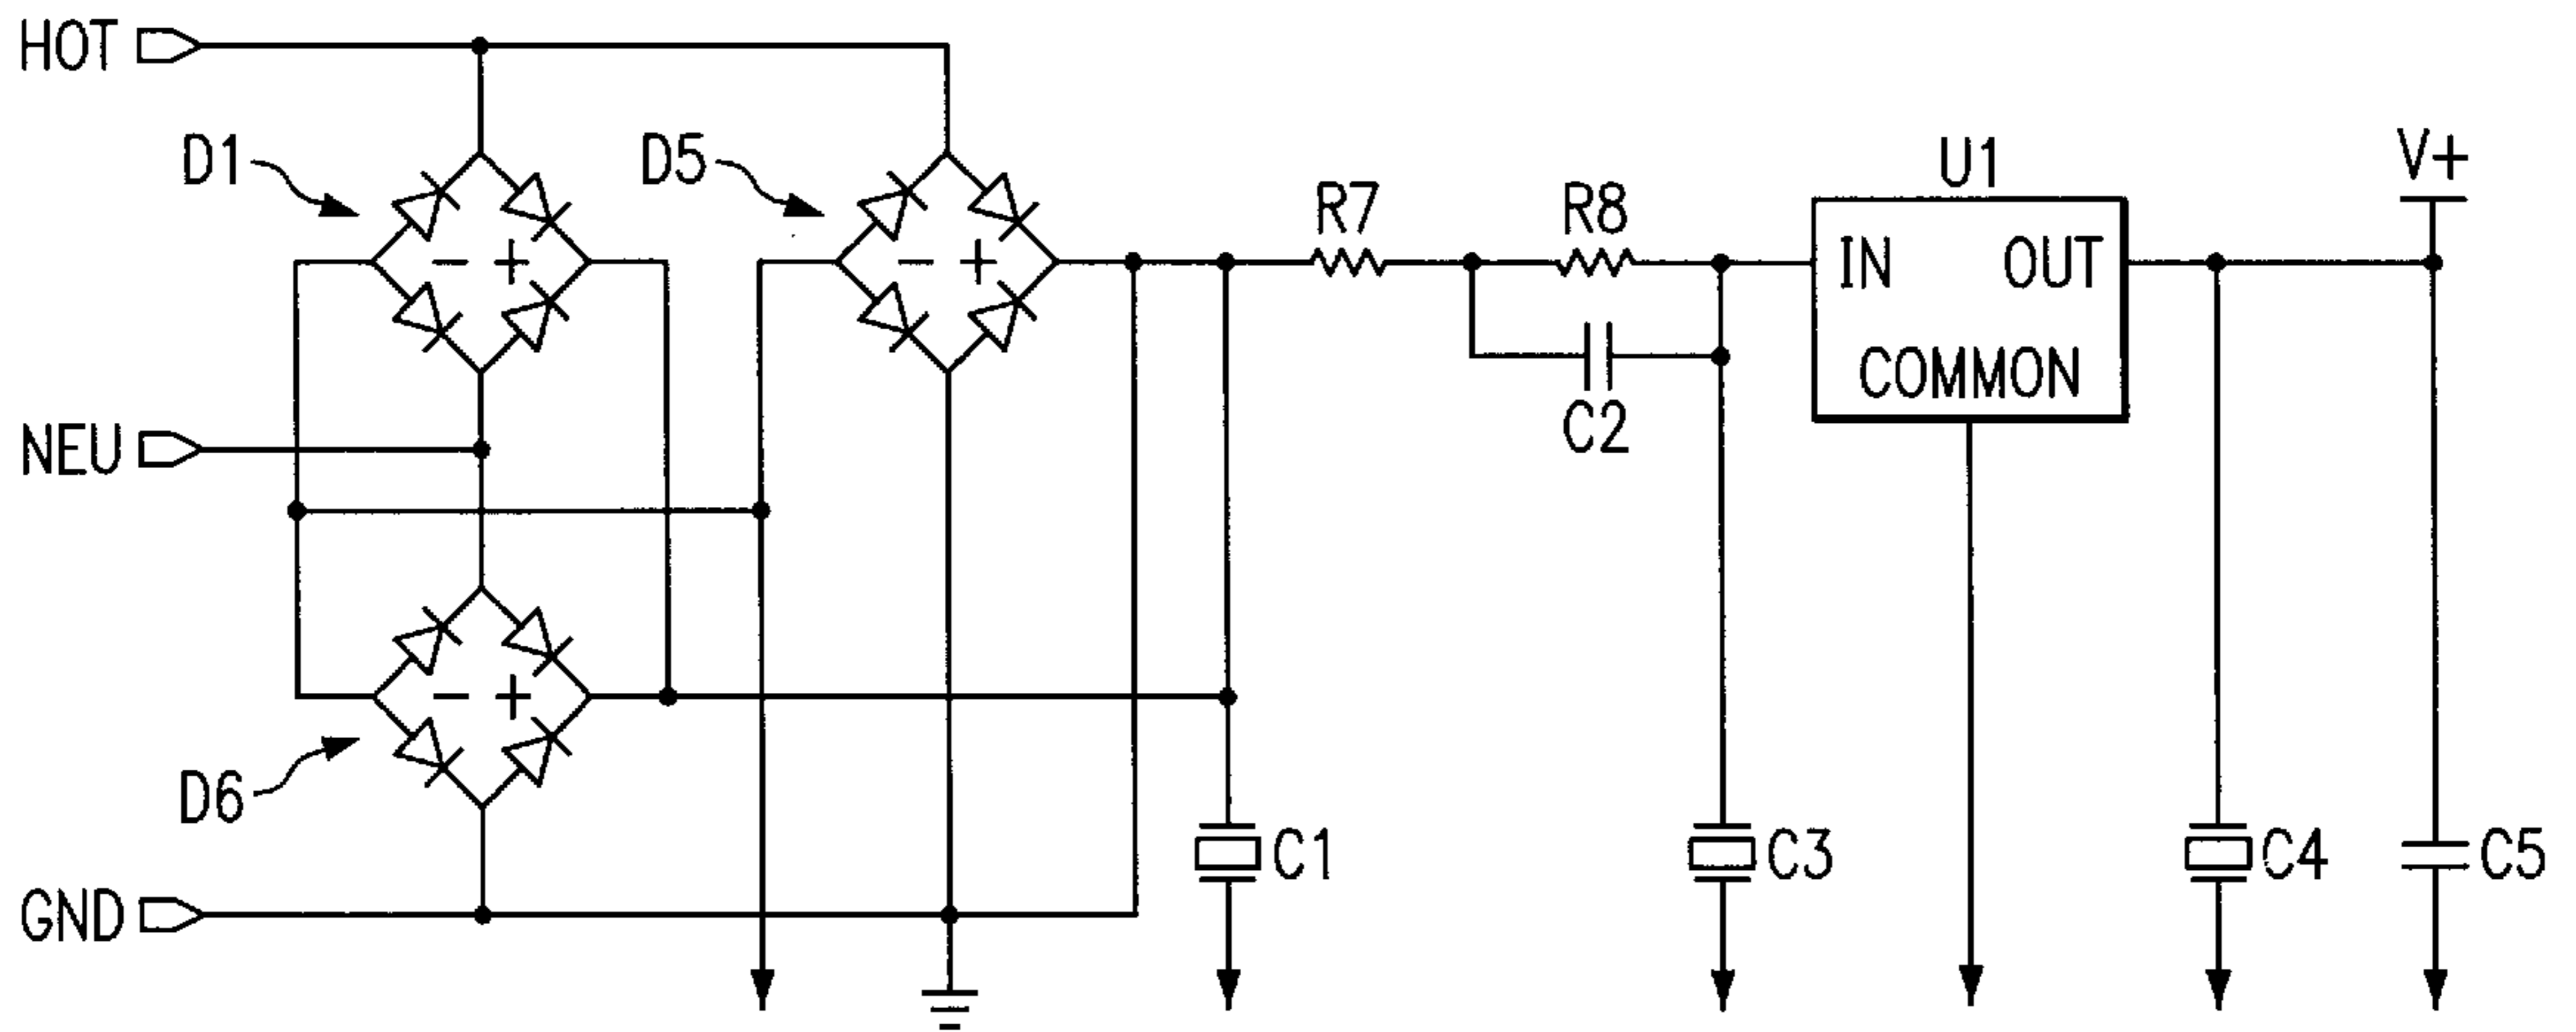 HOT
D1
D5
R7
R8
U1
V+
- +
- +
IN
OUT
COMMON
C2
NEU
- +
D6
C1
C3
C4
C5
GND